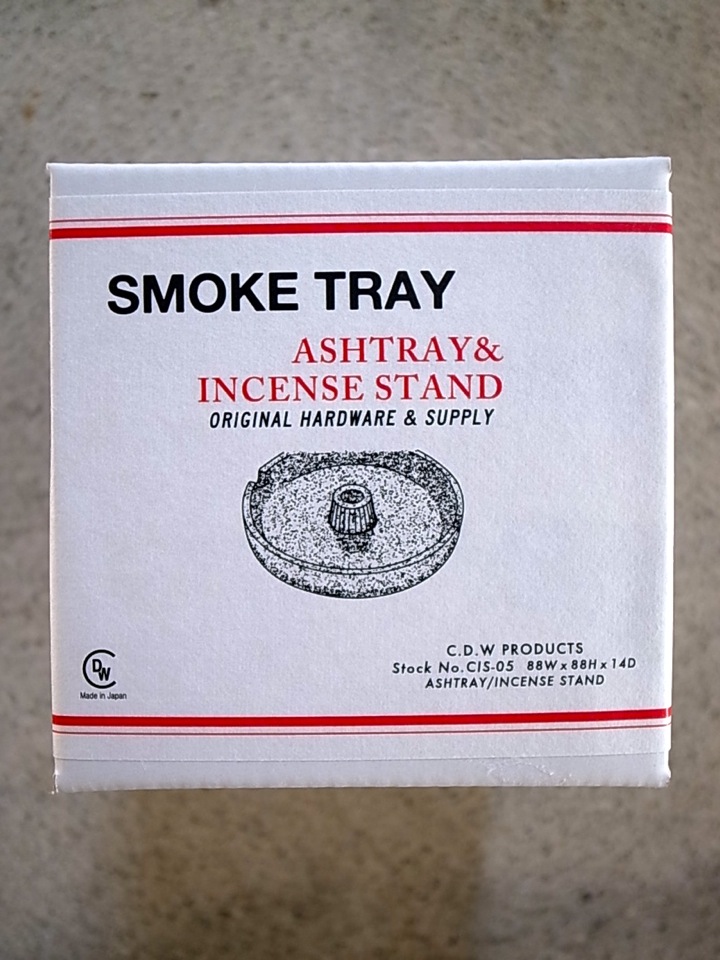 SMOKE TRAY
ASHTRAY&
INCENSE STAND
ORIGINAL HARDWARE & SUPPLY
C.D.W PRODUCTS
Stock No.CIS-05 88W x 88H x 14D
ASHTRAY/INCENSE STAND
CDW
Made in Japan